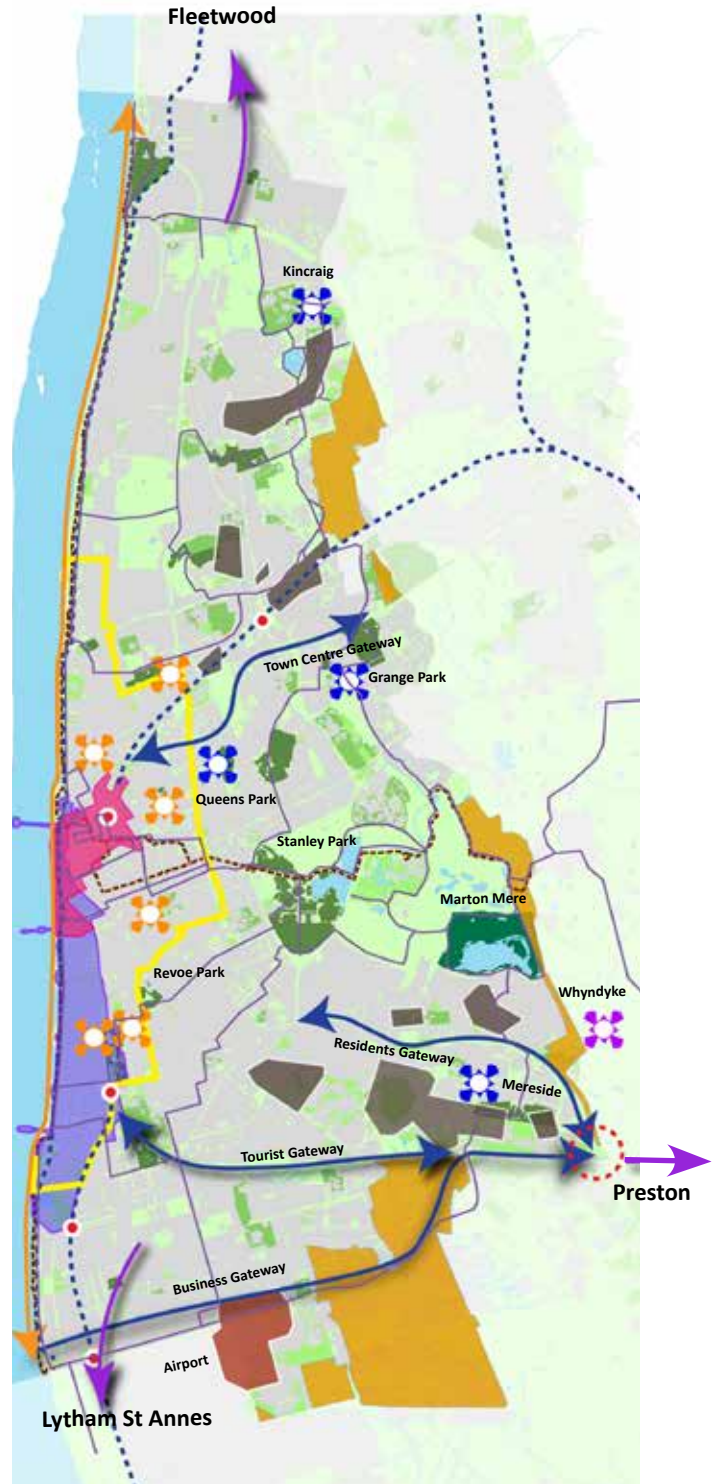 Fleetwood
Kincraig
Town Centre Gateway
Grange Park
Queens Park
Stanley Park
Marton Mere
Revoe Park
Whyndyke
Residents Gateway
Mereside
Tourist Gateway
Preston
Business Gateway
Airport
Lytham St Annes